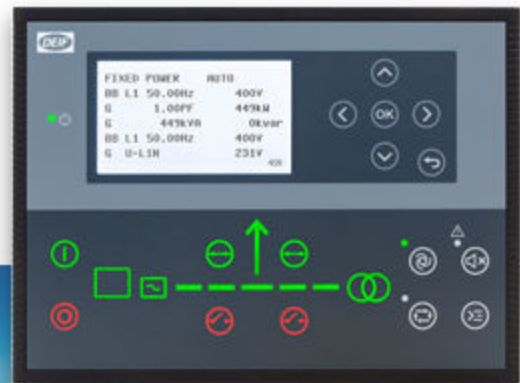 DEIF
FIXED POWER AUTO
BB L1 50.00Hz 400V
G 1.00PF 449kW
G 449kVA 0kvar
BB L1 50.00Hz 400V
G U-L1N 231V
OK